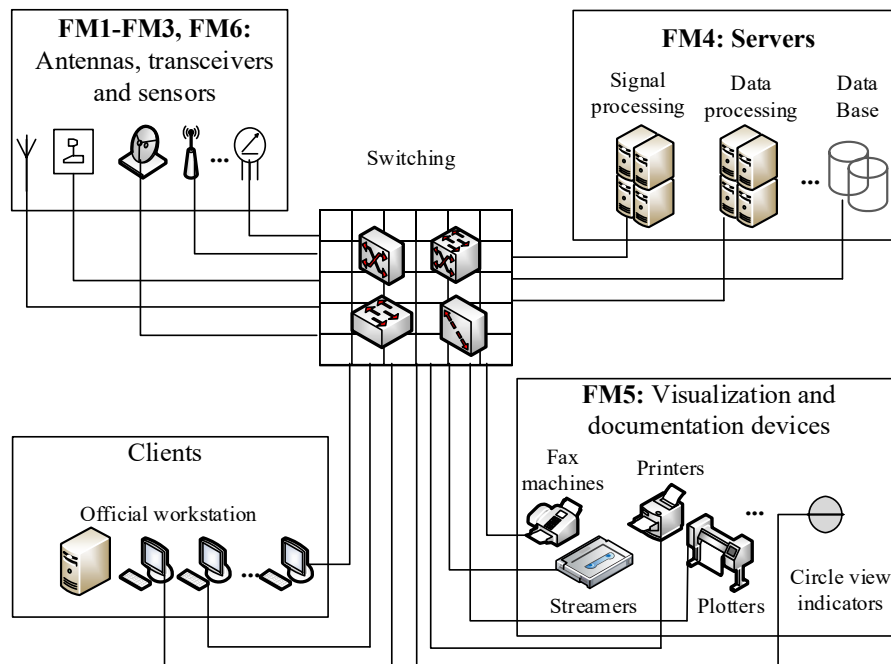 FM1-FM3, FM6:
Antennas, transceivers
and sensors
...
Switching
FM4: Servers
Signal
processing
Data
processing
...
Data
Base
Clients
Official workstation
...
FM5: Visualization and
documentation devices
Fax
machines
Printers
...
Streamers
Plotters
Circle view
indicators